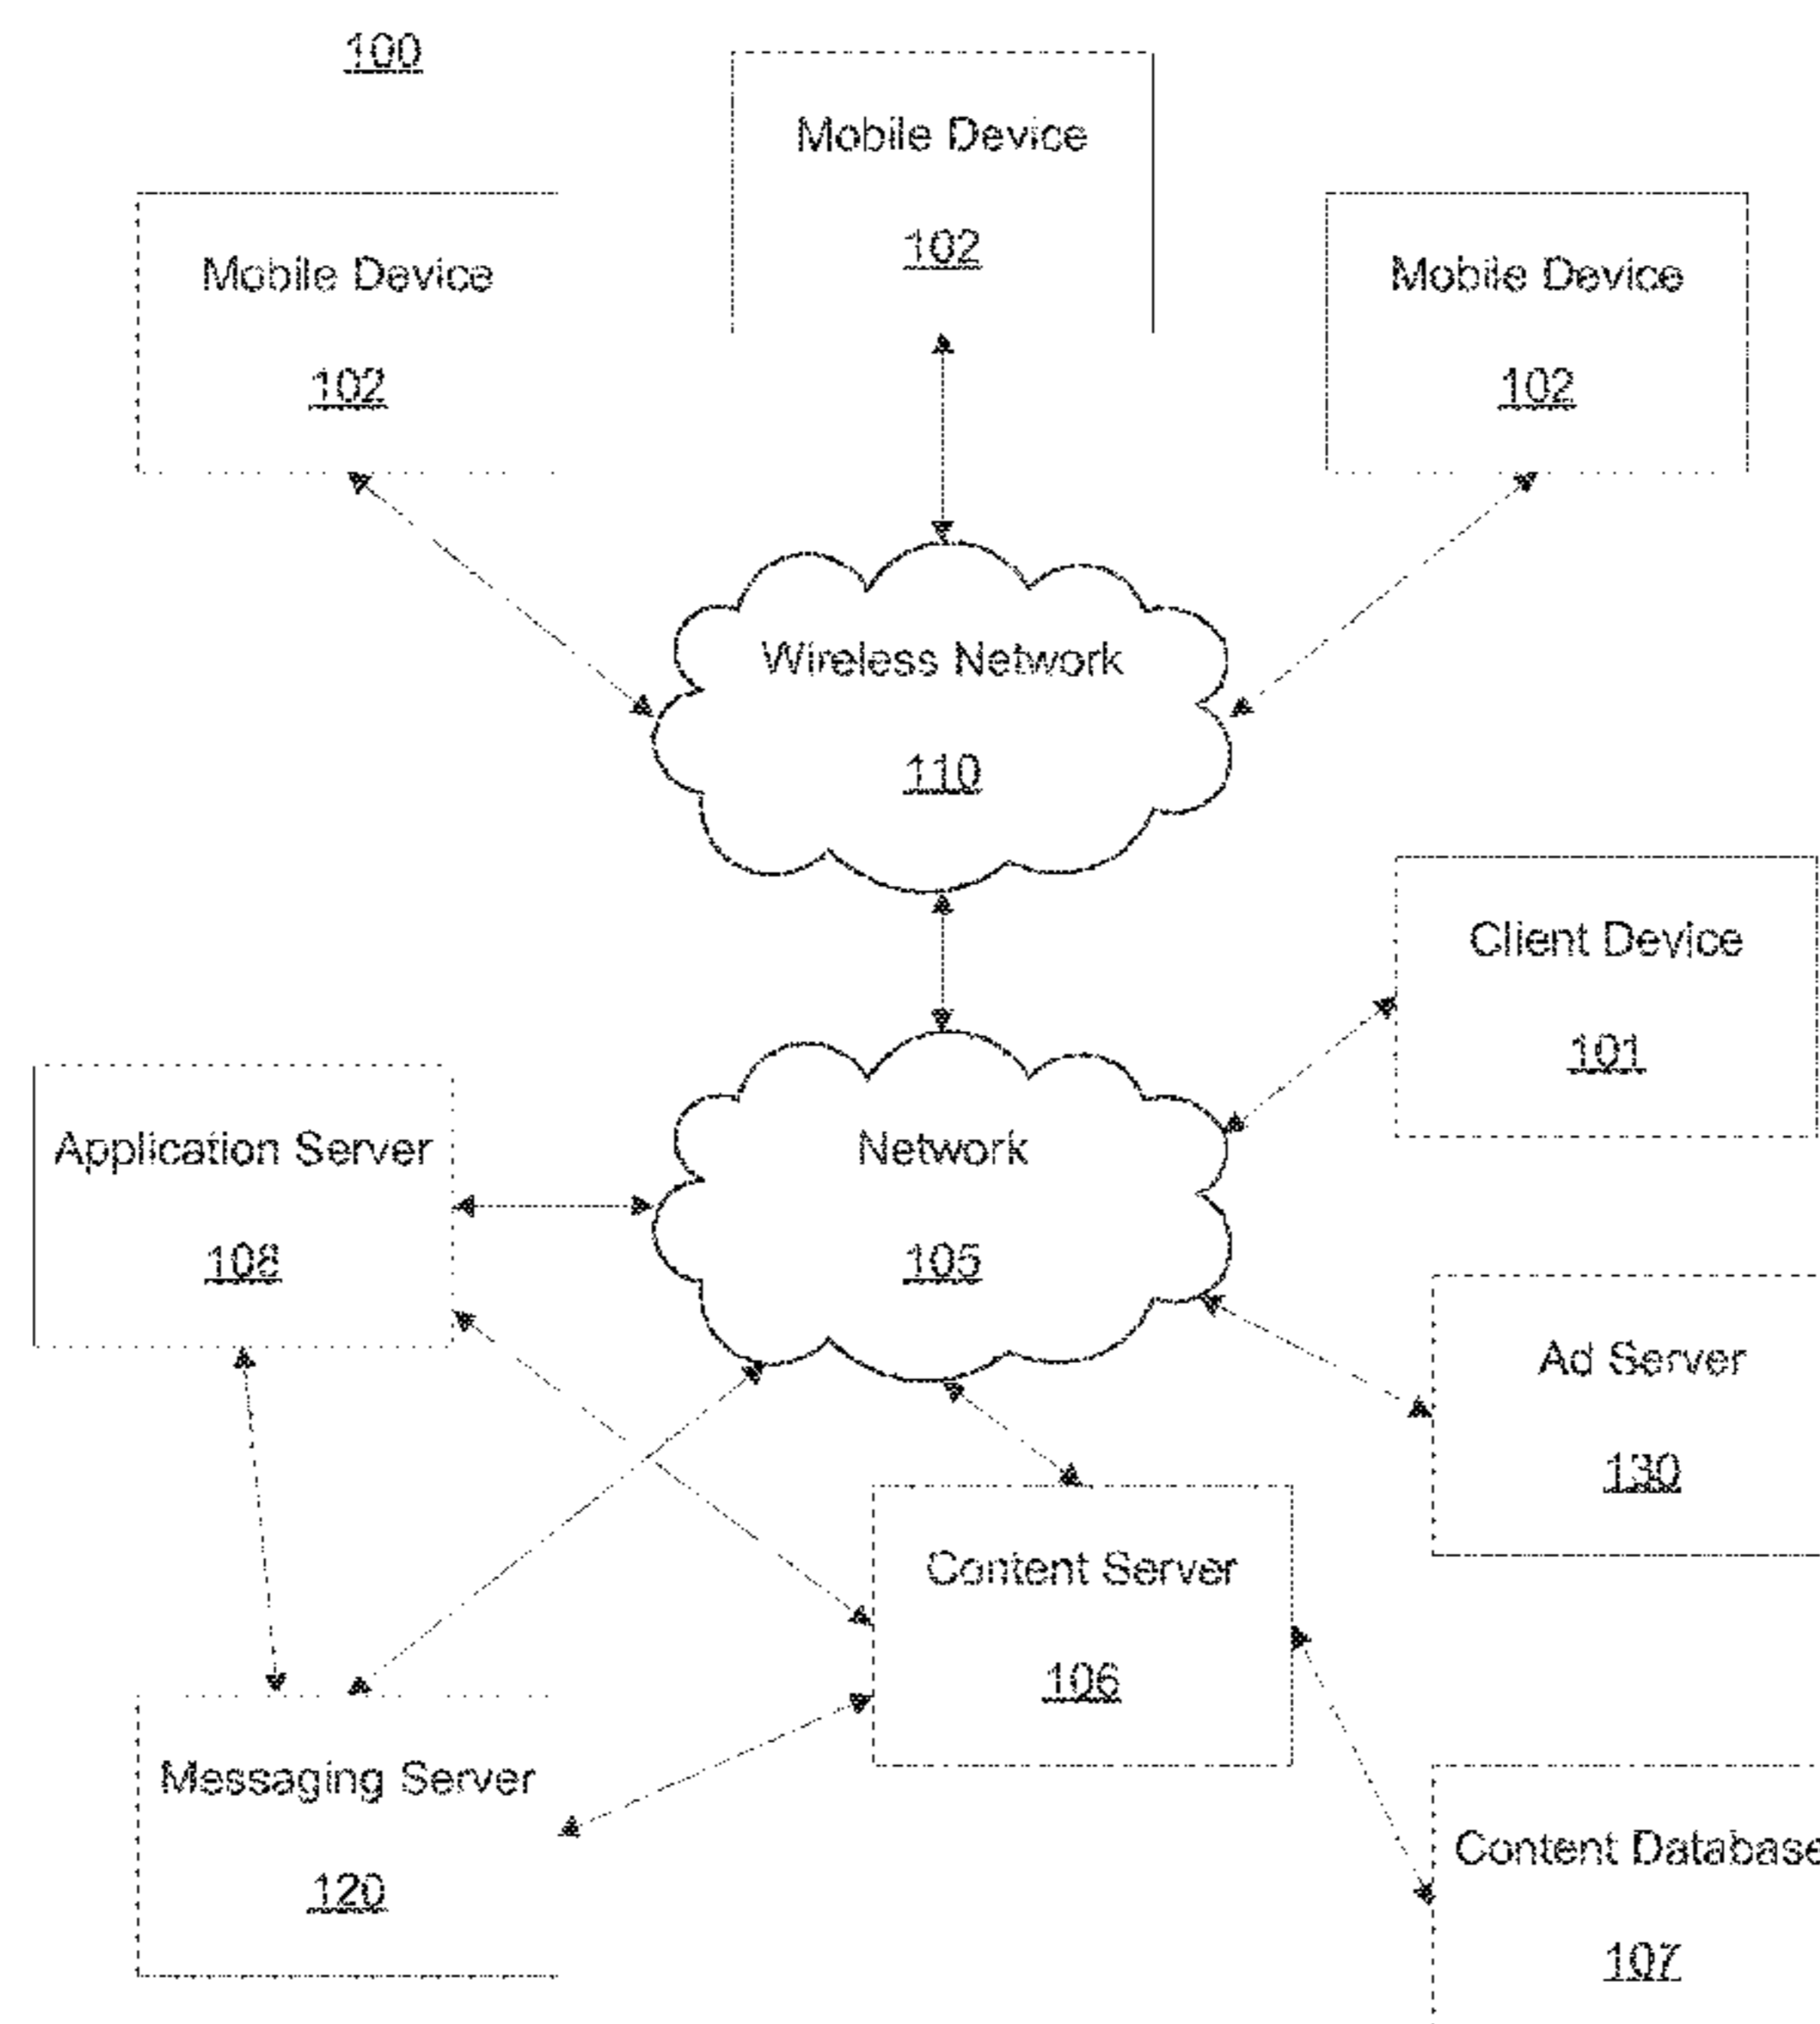 100
Mobile Device
102
Mobile Device
102
Mobile Device
102
Wireless Network
110
Client Device
101
Network
105
Application Server
108
Ad Server
130
Content Server
106
Messaging Server
120
Content Database
107